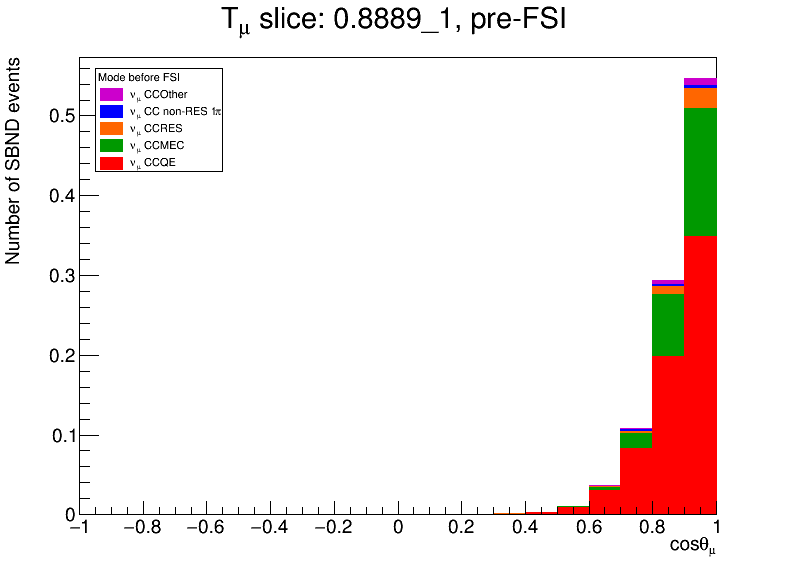 Tμ slice: 0.8889_1, pre-FSI
Number of SBND events
Mode before FSI
νμ CCOther
νμ CC non-RES 1π
νμ CCRES
νμ CCMEC
νμ CCQE
0.5
0.4
0.3
0.2
0.1
0
−1 −0.8 −0.6 −0.4 −0.2 0 0.2 0.4 0.6 0.8 1
cosθμ